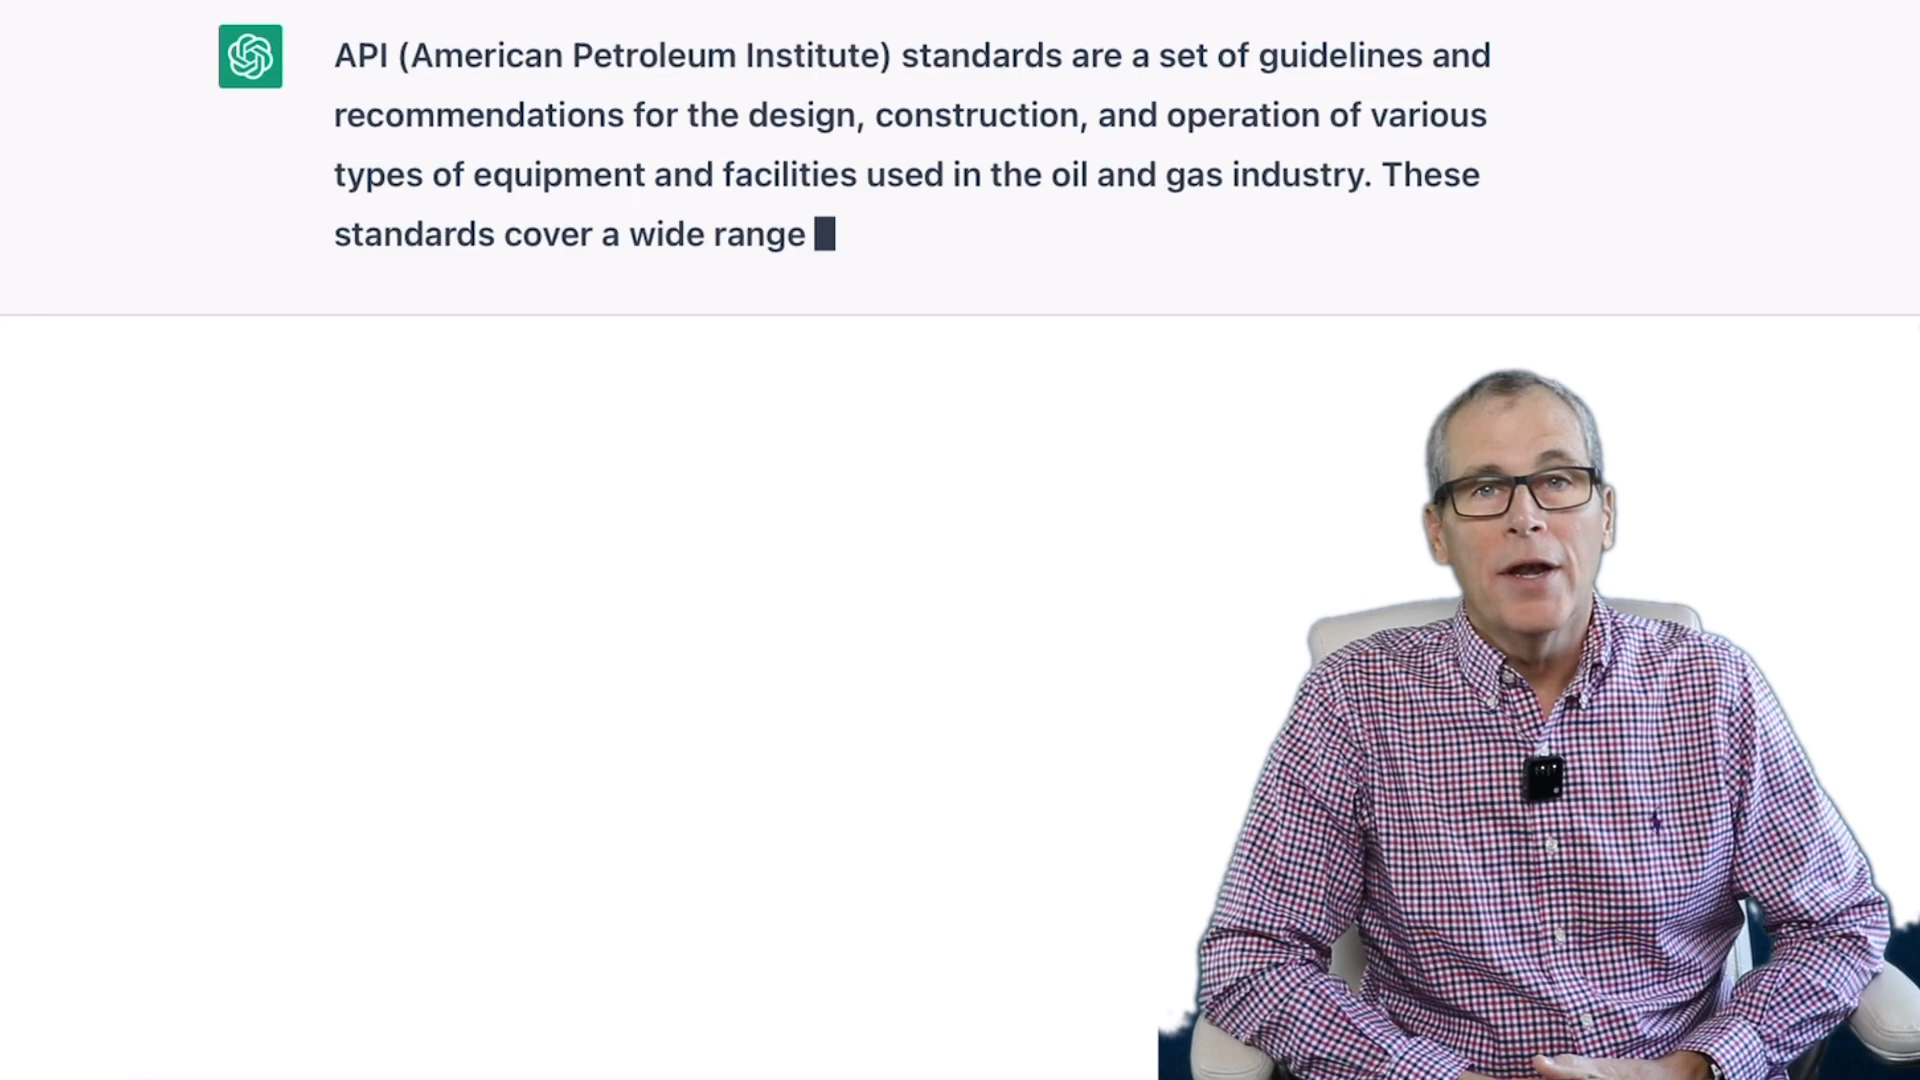 API (American Petroleum Institute) standards are a set of guidelines and
recommendations for the design, construction, and operation of various
types of equipment and facilities used in the oil and gas industry. These
standards cover a wide range